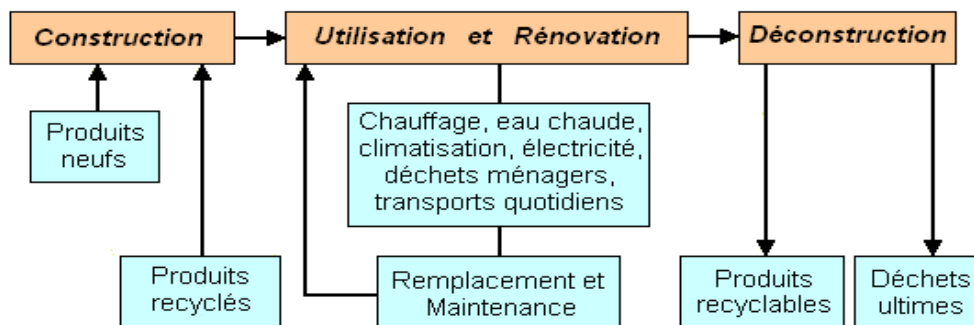 Construction
Utilisation et Rénovation
Déconstruction
Produits
neufs
Chauffage, eau chaude,
climatisation, électricité,
déchets ménagers,
transports quotidiens
Produits
recyclés
Remplacement et
Maintenance
Produits
recyclables
Déchets
ultimes